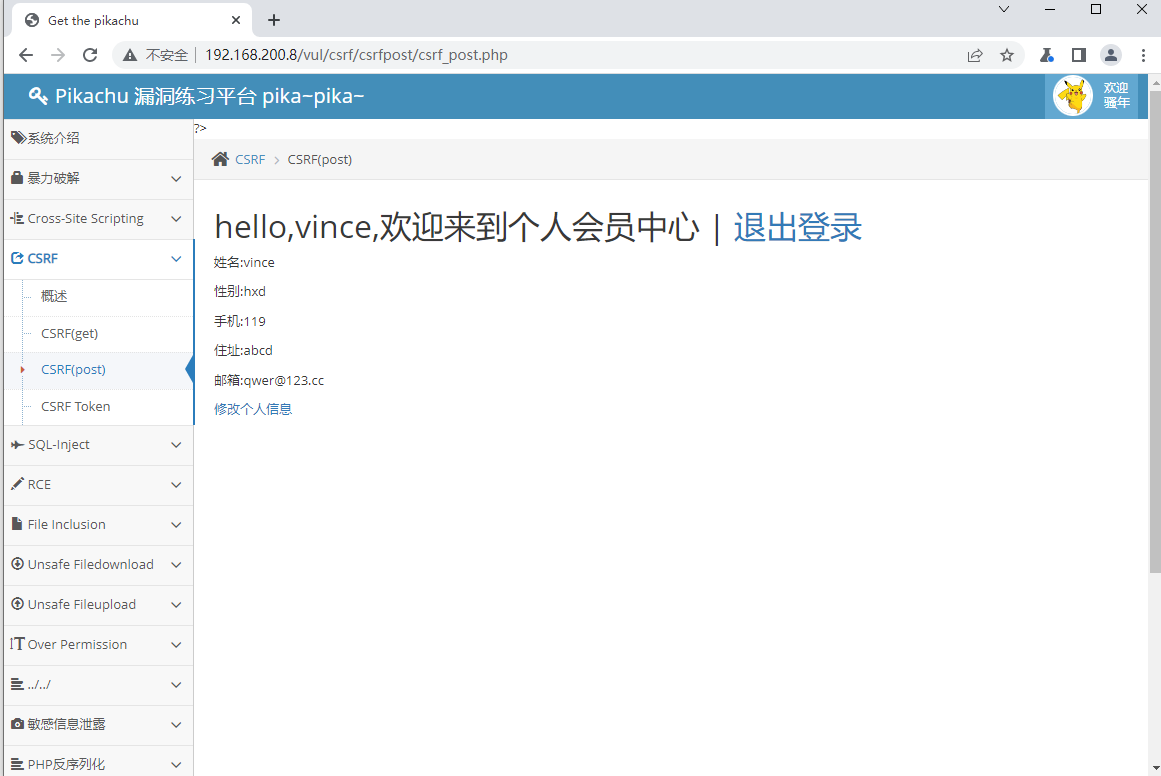 Get the pikachu
不安全 192.168.200.8/vul/csrf/csrfpost/csrf_post.php
Pikachu 漏洞练习平台 pika~pika~
欢迎
骚年
系统介绍
暴力破解
Cross-Site Scripting
CSRF
概述
CSRF(get)
CSRF(post)
CSRF Token
SQL-Inject
RCE
File Inclusion
Unsafe Filedownload
Unsafe Fileupload
Over Permission
../../
敏感信息泄露
PHP反序列化
?>
CSRF > CSRF(post)
hello,vince,欢迎来到个人会员中心 | 退出登录
姓名:vince
性别:hxd
手机:119
住址:abcd
邮箱:qwer@123.cc
修改个人信息